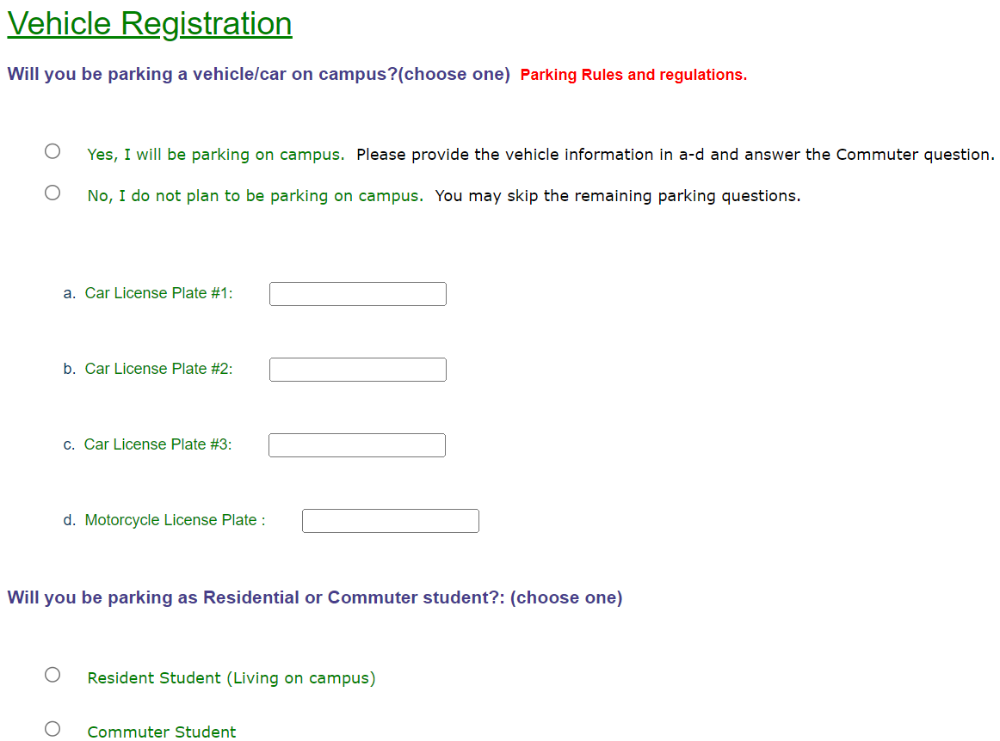 Vehicle Registration
Will you be parking a vehicle/car on campus?(choose one) Parking Rules and regulations.
Yes, I will be parking on campus. Please provide the vehicle information in a-d and answer the Commuter question.
No, I do not plan to be parking on campus. You may skip the remaining parking questions.
a. Car License Plate #1:
b. Car License Plate #2:
c. Car License Plate #3:
d. Motorcycle License Plate :
Will you be parking as Residential or Commuter student?: (choose one)
Resident Student (Living on campus)
Commuter Student